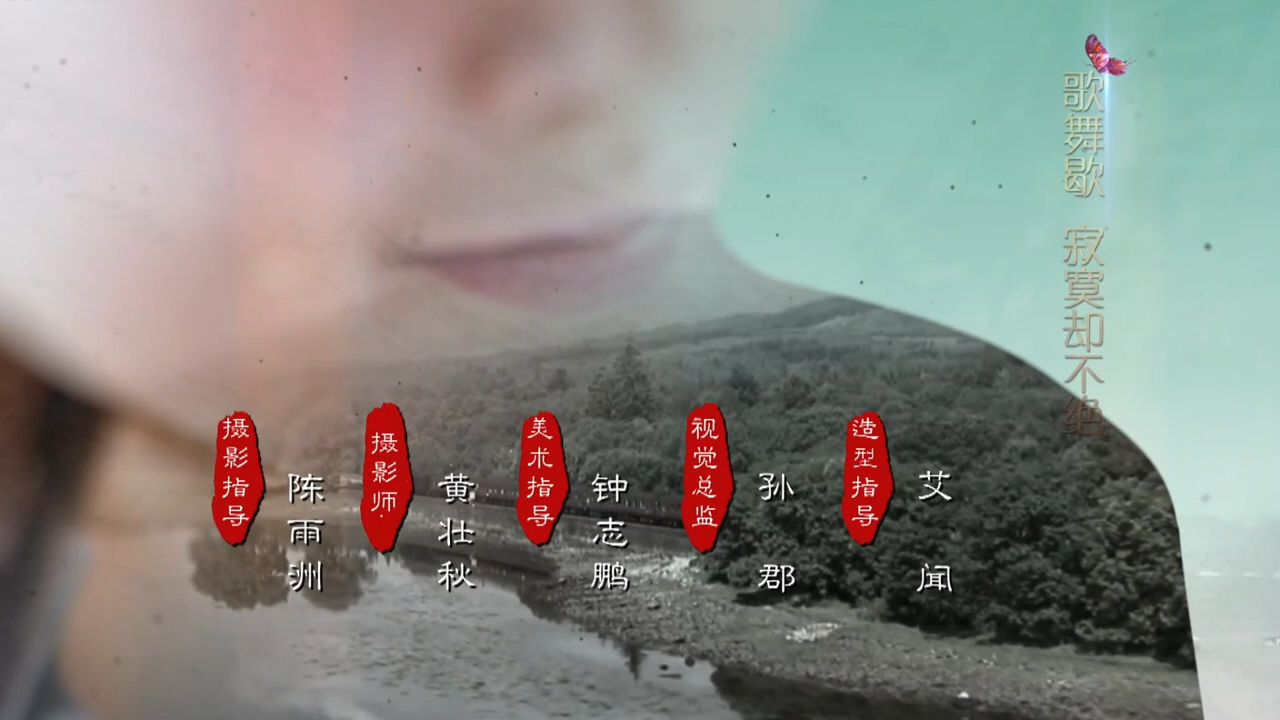 歌舞歇 寂寞却不绝
摄影指导
陈雨洲
摄影师
黄壮秋
美术指导
钟志鹏
视觉总监
孙郡
造型指导
艾闻